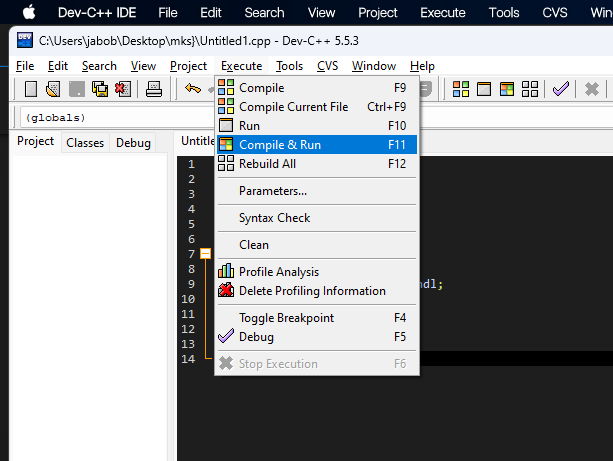 Dev-C++ IDE File Edit Search View Project Execute Tools CVS
DEV
C:\Users\jabob\Desktop\mks}\Untitled1.cpp - Dev-C++ 5.5.3
File Edit Search View Project Execute Tools CVS Window Help
(globals)
Project Classes Debug
Compile F9
Compile Current File Ctrl+F9
Run F10
Compile & Run F11
Rebuild All F12
Parameters...
Syntax Check
Clean
Profile Analysis
Delete Profiling Information
Toggle Breakpoint F4
Debug F5
Stop Execution F6
1
2
3
4
5
6
7
8
9 ndl;
10
11
12
13
14